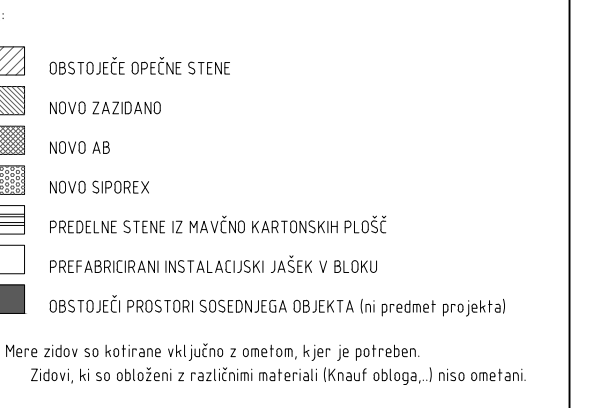 :
OBSTOJEČE OPEČNE STENE
NOVO ZAZIDANO
NOVO AB
NOVO SIPOREX
PREDELNE STENE IZ MAVČNO KARTONSKIH PLOŠČ
PREFABRICIRANI INSTALACIJSKI JAŠEK V BLOKU
OBSTOJEČI PROSTORI SOSEDNJEGA OBJEKTA (ni predmet projekta)
Mere zidov so kotirane vključno z ometom, kjer je potreben.
Zidovi, ki so obloženi z različnimi materiali (Knauf obloga,..) niso ometani.